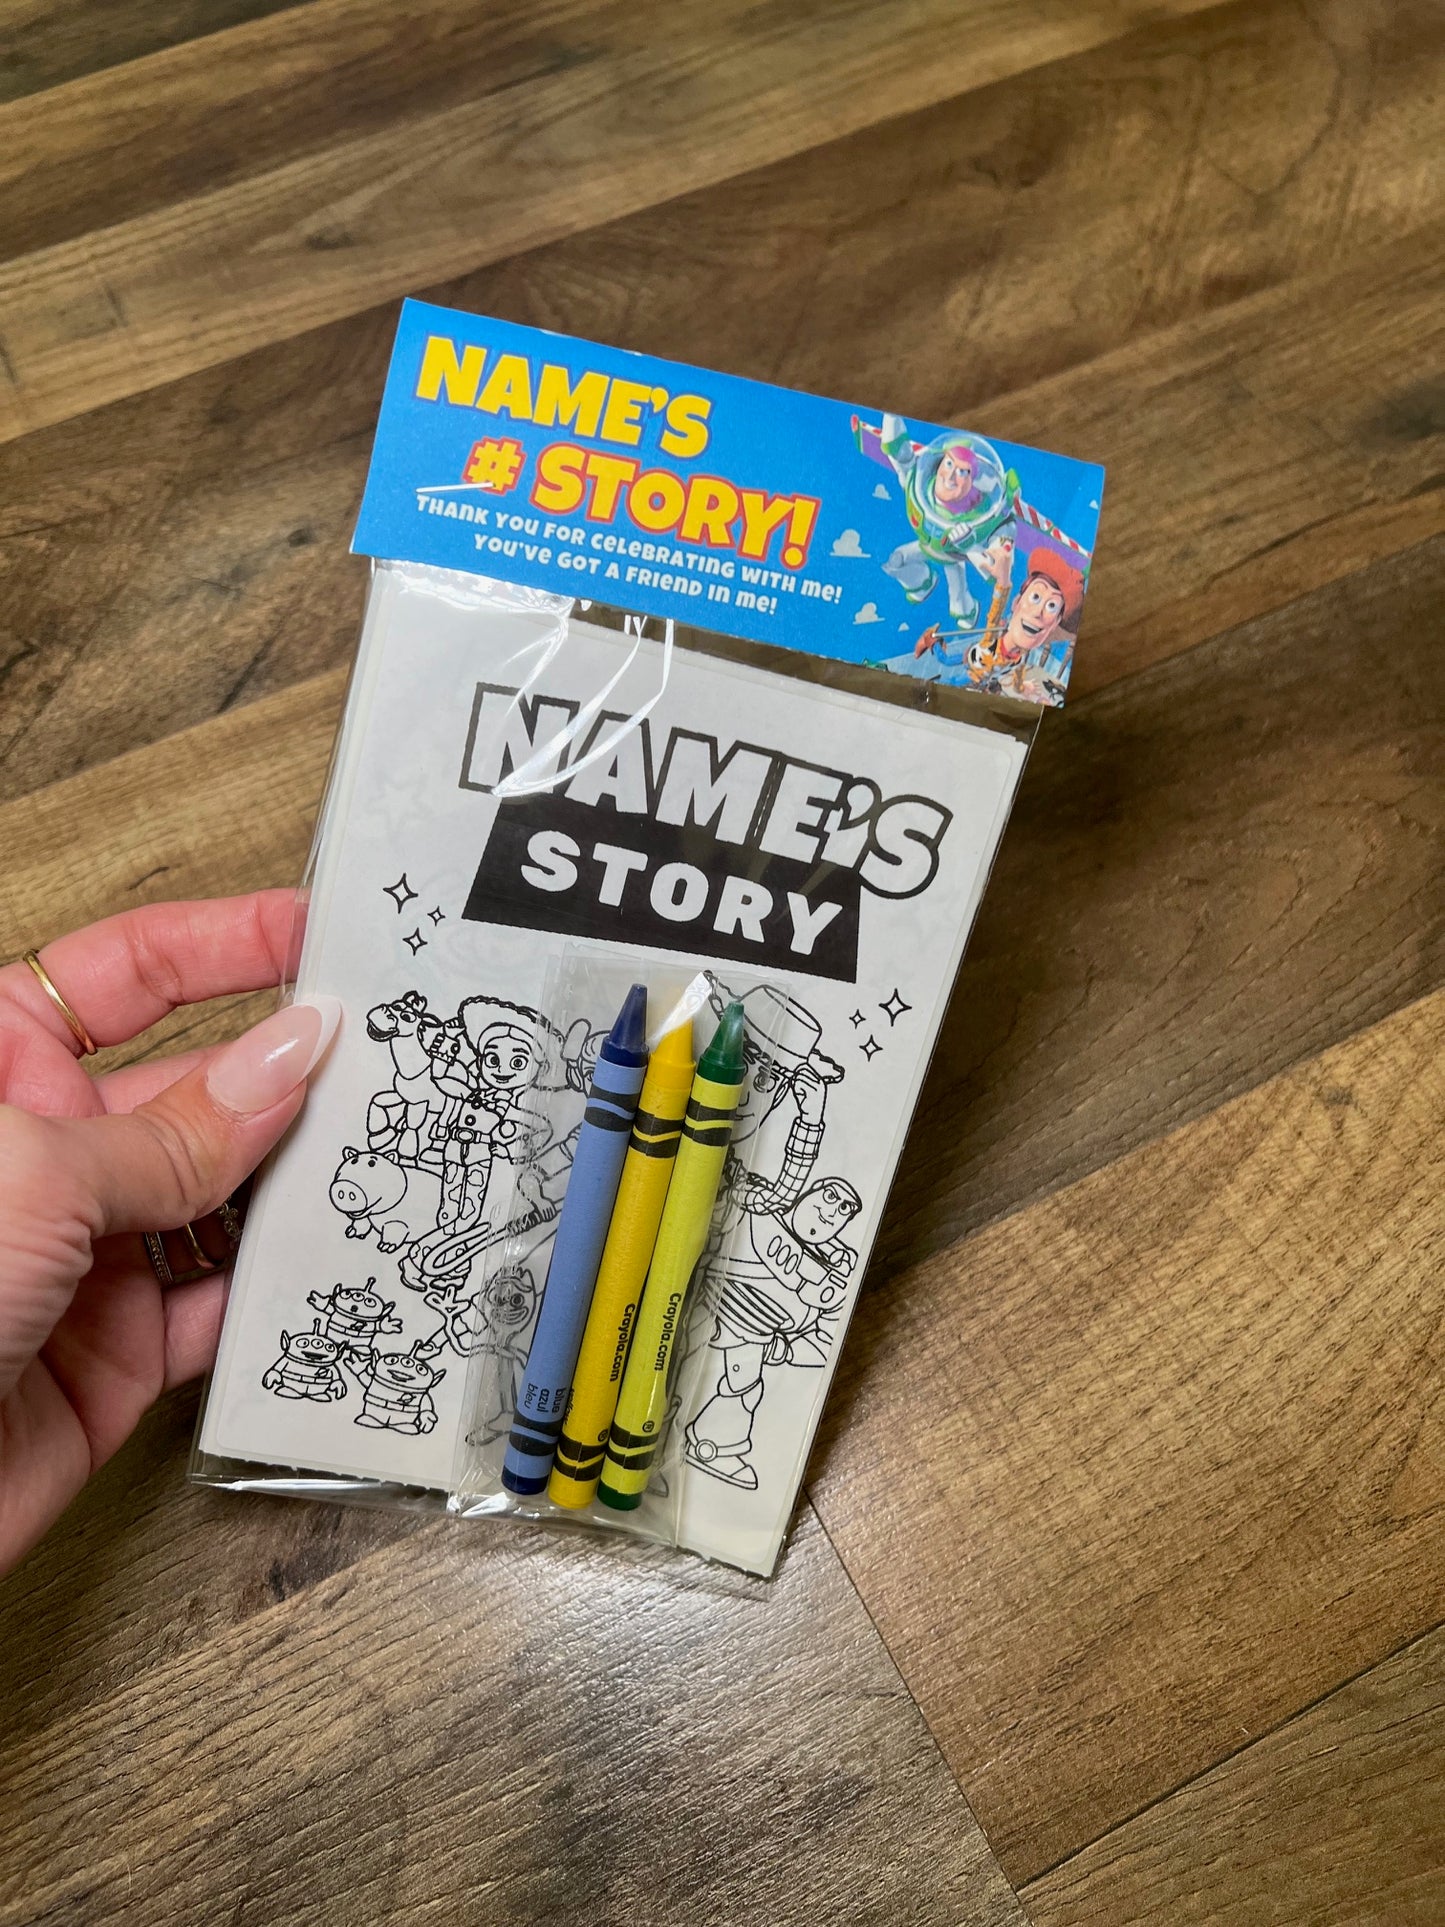 NAME'S
# STORY!
THANK YOU FOR CELEBRATING WITH ME!
YOU'VE GOT A FRIEND IN ME!
NAME'S
STORY
blue
azul
bleu
Crayola.com
Crayola.com